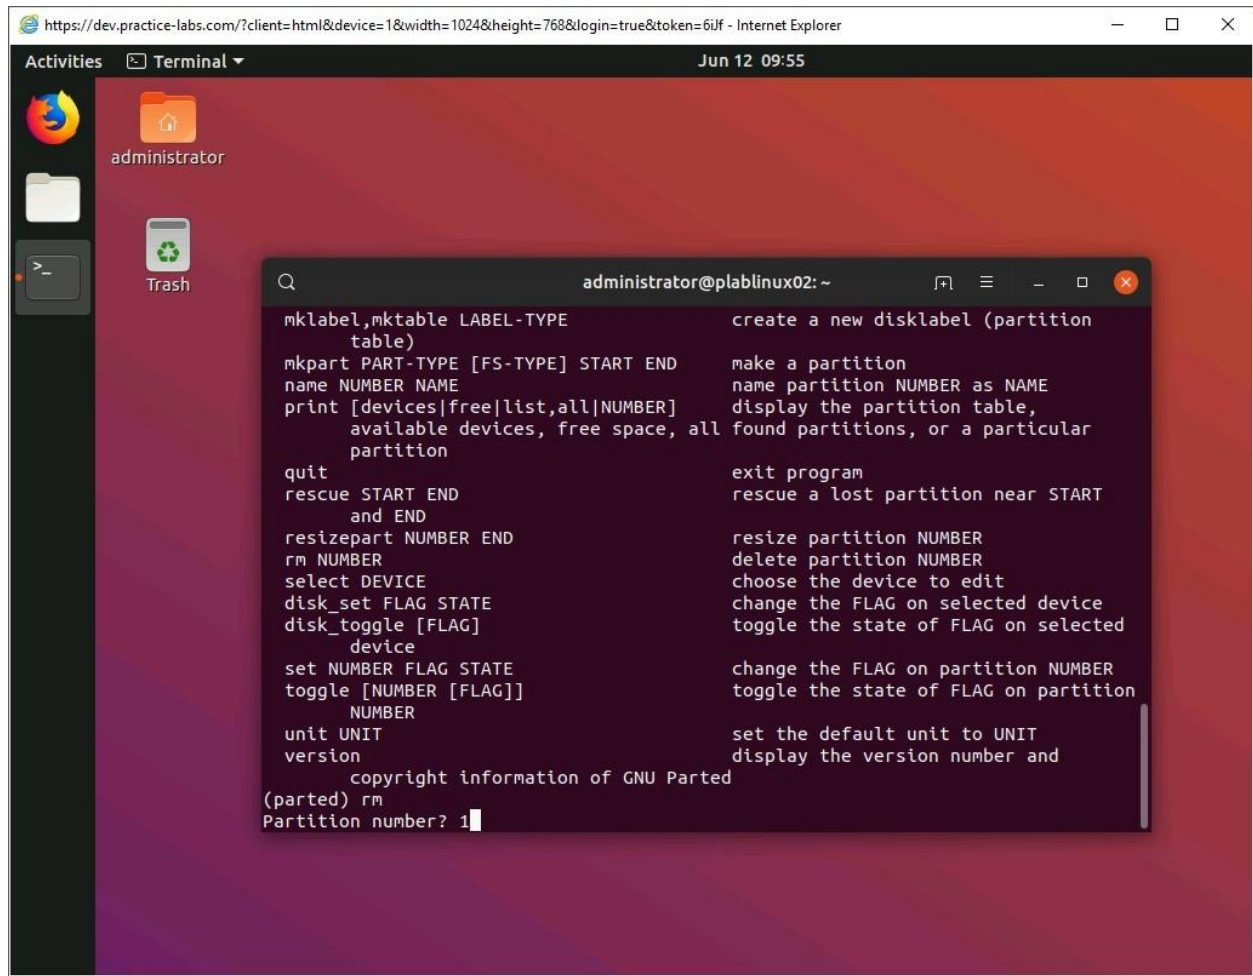 https://dev.practice-labs.com/?client=html&device=1&width=1024&height=768&login=true&token=6iJf - Internet Explorer
Activities Terminal Jun 12 09:55
administrator
Trash
administrator@plablinux02: ~
mklabel,mktable LABEL-TYPE create a new disklabel (partition
table)
mkpart PART-TYPE [FS-TYPE] START END make a partition
name NUMBER NAME name partition NUMBER as NAME
print [devices|free|list,all|NUMBER] display the partition table,
available devices, free space, all found partitions, or a particular
partition
quit exit program
rescue START END rescue a lost partition near START
and END
resizepart NUMBER END resize partition NUMBER
rm NUMBER delete partition NUMBER
select DEVICE choose the device to edit
disk_set FLAG STATE change the FLAG on selected device
disk_toggle [FLAG] toggle the state of FLAG on selected
device
set NUMBER FLAG STATE change the FLAG on partition NUMBER
toggle [NUMBER [FLAG]] toggle the state of FLAG on partition
NUMBER
unit UNIT set the default unit to UNIT
version display the version number and
copyright information of GNU Parted
(parted) rm
Partition number? 1